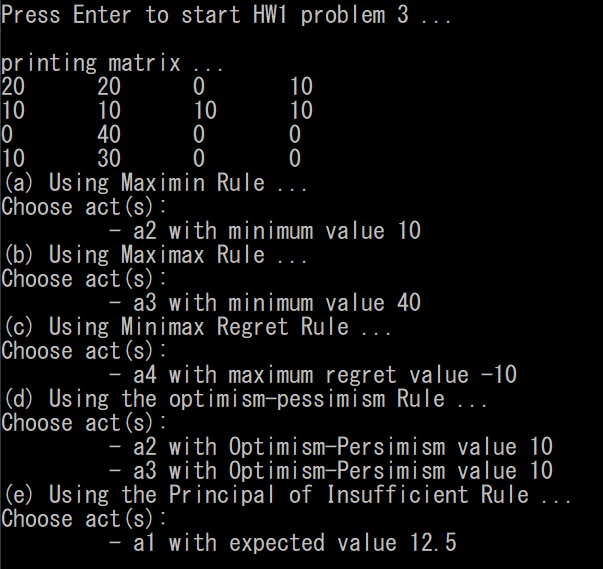 Press Enter to start HW1 problem 3 ...
printing matrix ...
20 20 0 10
10 10 10 10
0 40 0 0
10 30 0 0
(a) Using Maximin Rule ...
Choose act(s):
- a2 with minimum value 10
(b) Using Maximax Rule ...
Choose act(s):
- a3 with minimum value 40
(c) Using Minimax Regret Rule ...
Choose act(s):
- a4 with maximum regret value -10
(d) Using the optimism-pessimism Rule ...
Choose act(s):
- a2 with Optimism-Persimism value 10
- a3 with Optimism-Persimism value 10
(e) Using the Principal of Insufficient Rule ...
Choose act(s):
- a1 with expected value 12.5